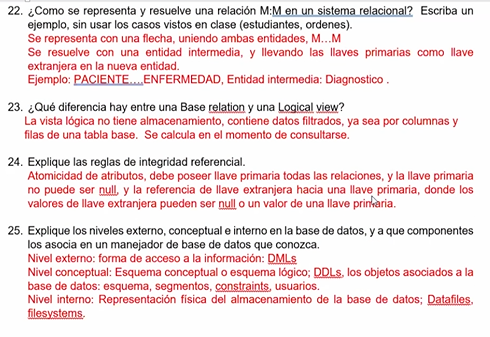 22. ¿Como se representa y resuelve una relación M:M en un sistema relacional? Escriba un
ejemplo, sin usar los casos vistos en clase (estudiantes, ordenes).
Se representa con una flecha, uniendo ambas entidades, M…M
Se resuelve con una entidad intermedia, y llevando las llaves primarias como llave
extranjera en la nueva entidad.
Ejemplo: PACIENTE….ENFERMEDAD, Entidad intermedia: Diagnostico .
23. ¿Qué diferencia hay entre una Base relation y una Logical view?
La vista lógica no tiene almacenamiento, contiene datos filtrados, ya sea por columnas y
filas de una tabla base. Se calcula en el momento de consultarse.
24. Explique las reglas de integridad referencial.
Atomicidad de atributos, debe poseer llave primaria todas las relaciones, y la llave primaria
no puede ser null, y la referencia de llave extranjera hacia una llave primaria, donde los
valores de llave extranjera pueden ser null o un valor de una llave primaria.
25. Explique los niveles externo, conceptual e interno en la base de datos, y a que componentes
los asocia en un manejador de base de datos que conozca.
Nivel externo: forma de acceso a la información: DMLs
Nivel conceptual: Esquema conceptual o esquema lógico; DDLs, los objetos asociados a la
base de datos: esquema, segmentos, constraints, usuarios.
Nivel interno: Representación física del almacenamiento de la base de datos; Datafiles,
filesystems.